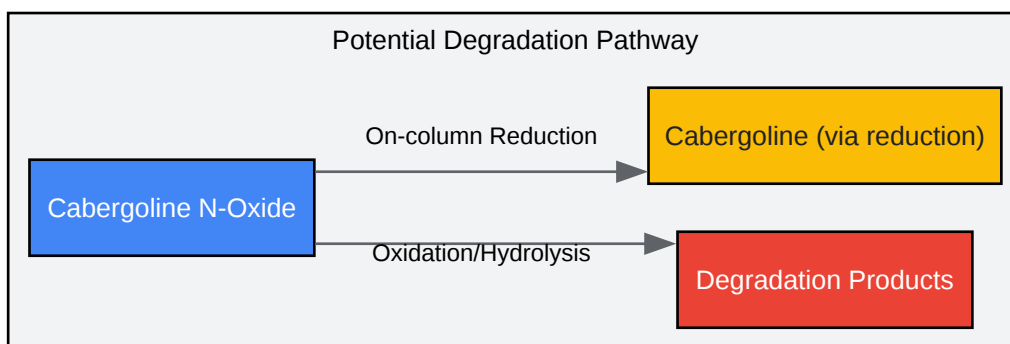 Potential Degradation Pathway
On-column Reduction
Cabergoline (via reduction)
Cabergoline N-Oxide
Oxidation/Hydrolysis
Degradation Products